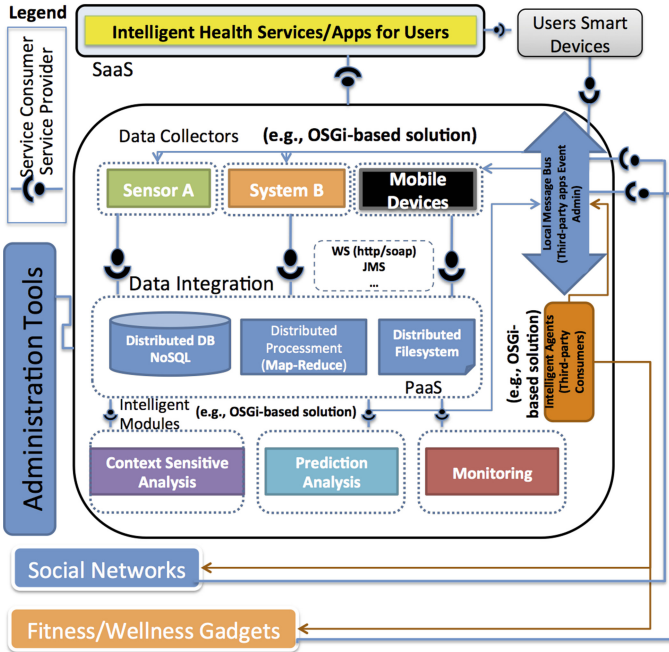 Legend
Service Consumer
Service Provider
Intelligent Health Services/Apps for Users
SaaS
Users Smart
Devices
Data Collectors
(e.g., OSGi-based solution)
Sensor A
System B
Mobile
Devices
Local Message Bus
(Third-party apps Event
Admin)
WS (http/soap)
JMS
...
Data Integration
Distributed DB
NoSQL
Distributed
Processment
(Map-Reduce)
Distributed
Filesystem
PaaS
Administration Tools
(e.g., OSGi-
based solution)
Intelligent Agents
(Third-party
Consumers)
Intelligent
Modules
(e.g., OSGi-based solution)
Context Sensitive
Analysis
Prediction
Analysis
Monitoring
Social Networks
Fitness/Wellness Gadgets